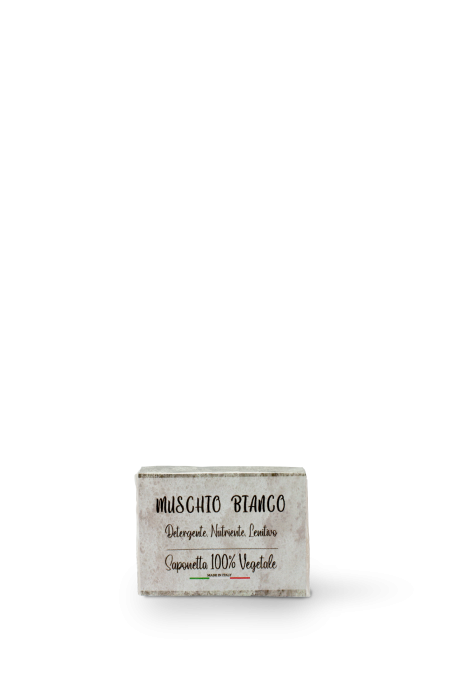 MUSCHIO BIANCO
Detergente, Nutriente, Lenitivo
Saponetta 100% Vegetale
MADE IN ITALY